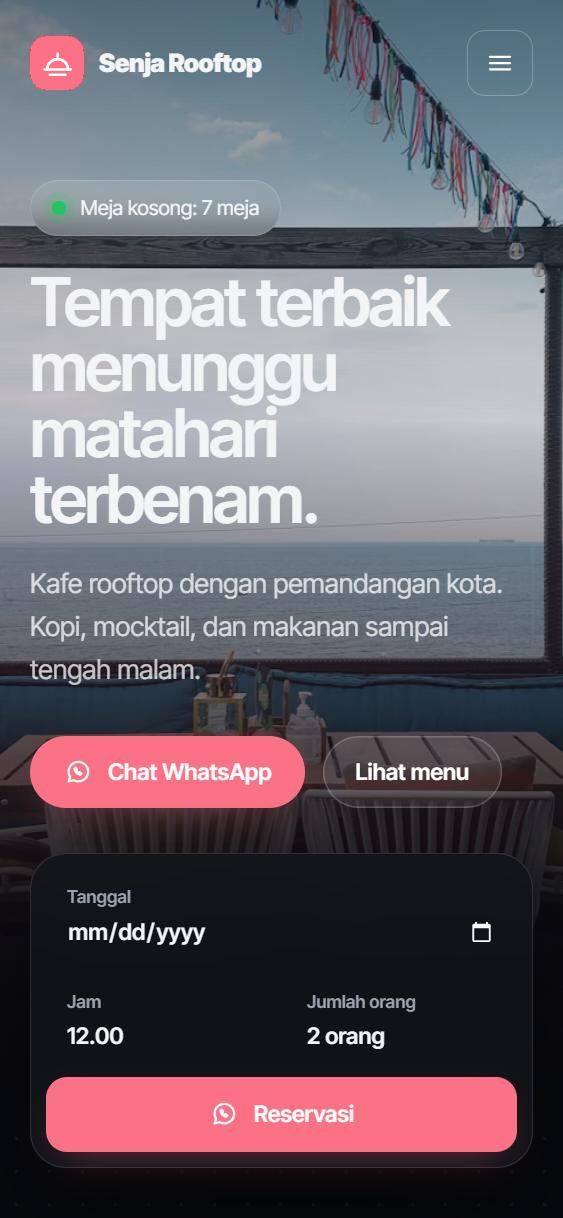 Senja Rooftop
Meja kosong: 7 meja
Tempat terbaik
menunggu
matahari
terbenam.
Kafe rooftop dengan pemandangan kota.
Kopi, mocktail, dan makanan sampai
tengah malam.
Chat WhatsApp
Lihat menu
Tanggal
mm/dd/yyyy
Jam
Jumlah orang
12.00
2 orang
Reservasi